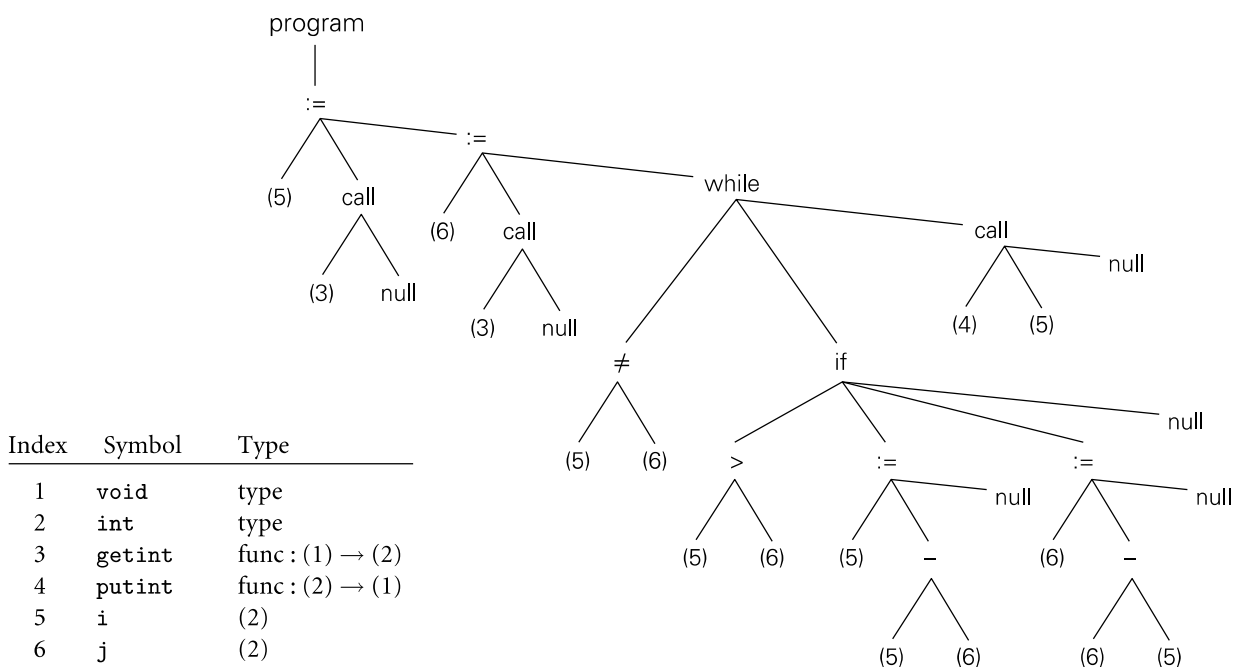 program
:=
:=
(5) call
while
(6) call
call
(3) null
null
(3) null
(4) (5)
≠ if
null
(5) (6)
> := :=
null null
(5) (6) (5) − (6) −
(5) (6) (6) (5)
Index Symbol Type
1 void type
2 int type
3 getint func : (1) → (2)
4 putint func : (2) → (1)
5 i (2)
6 j (2)